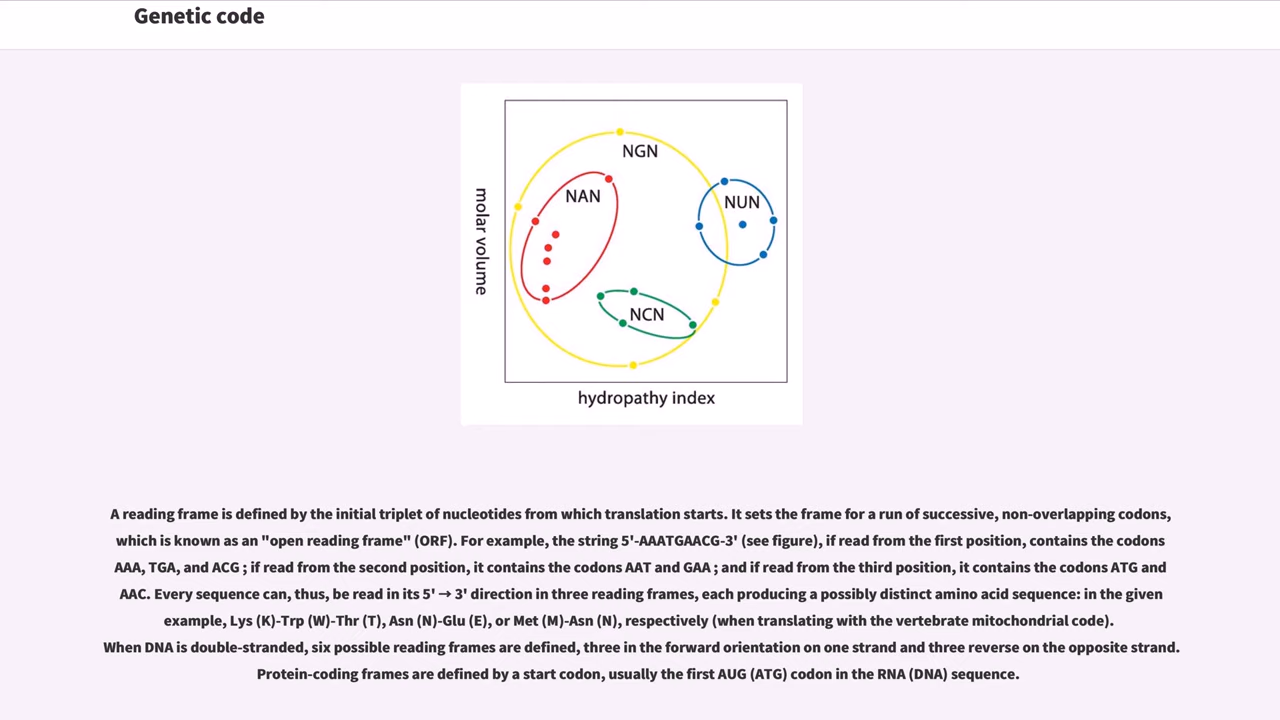 Genetic code
NGN
NAN
NUN
NCN
molar volume
hydropathy index
A reading frame is defined by the initial triplet of nucleotides from which translation starts. It sets the frame for a run of successive, non-overlapping codons,
which is known as an "open reading frame" (ORF). For example, the string 5'-AAATGAACG-3' (see figure), if read from the first position, contains the codons
AAA, TGA, and ACG ; if read from the second position, it contains the codons AAT and GAA ; and if read from the third position, it contains the codons ATG and
AAC. Every sequence can, thus, be read in its 5' → 3' direction in three reading frames, each producing a possibly distinct amino acid sequence: in the given
example, Lys (K)-Trp (W)-Thr (T), Asn (N)-Glu (E), or Met (M)-Asn (N), respectively (when translating with the vertebrate mitochondrial code).
When DNA is double-stranded, six possible reading frames are defined, three in the forward orientation on one strand and three reverse on the opposite strand.
Protein-coding frames are defined by a start codon, usually the first AUG (ATG) codon in the RNA (DNA) sequence.